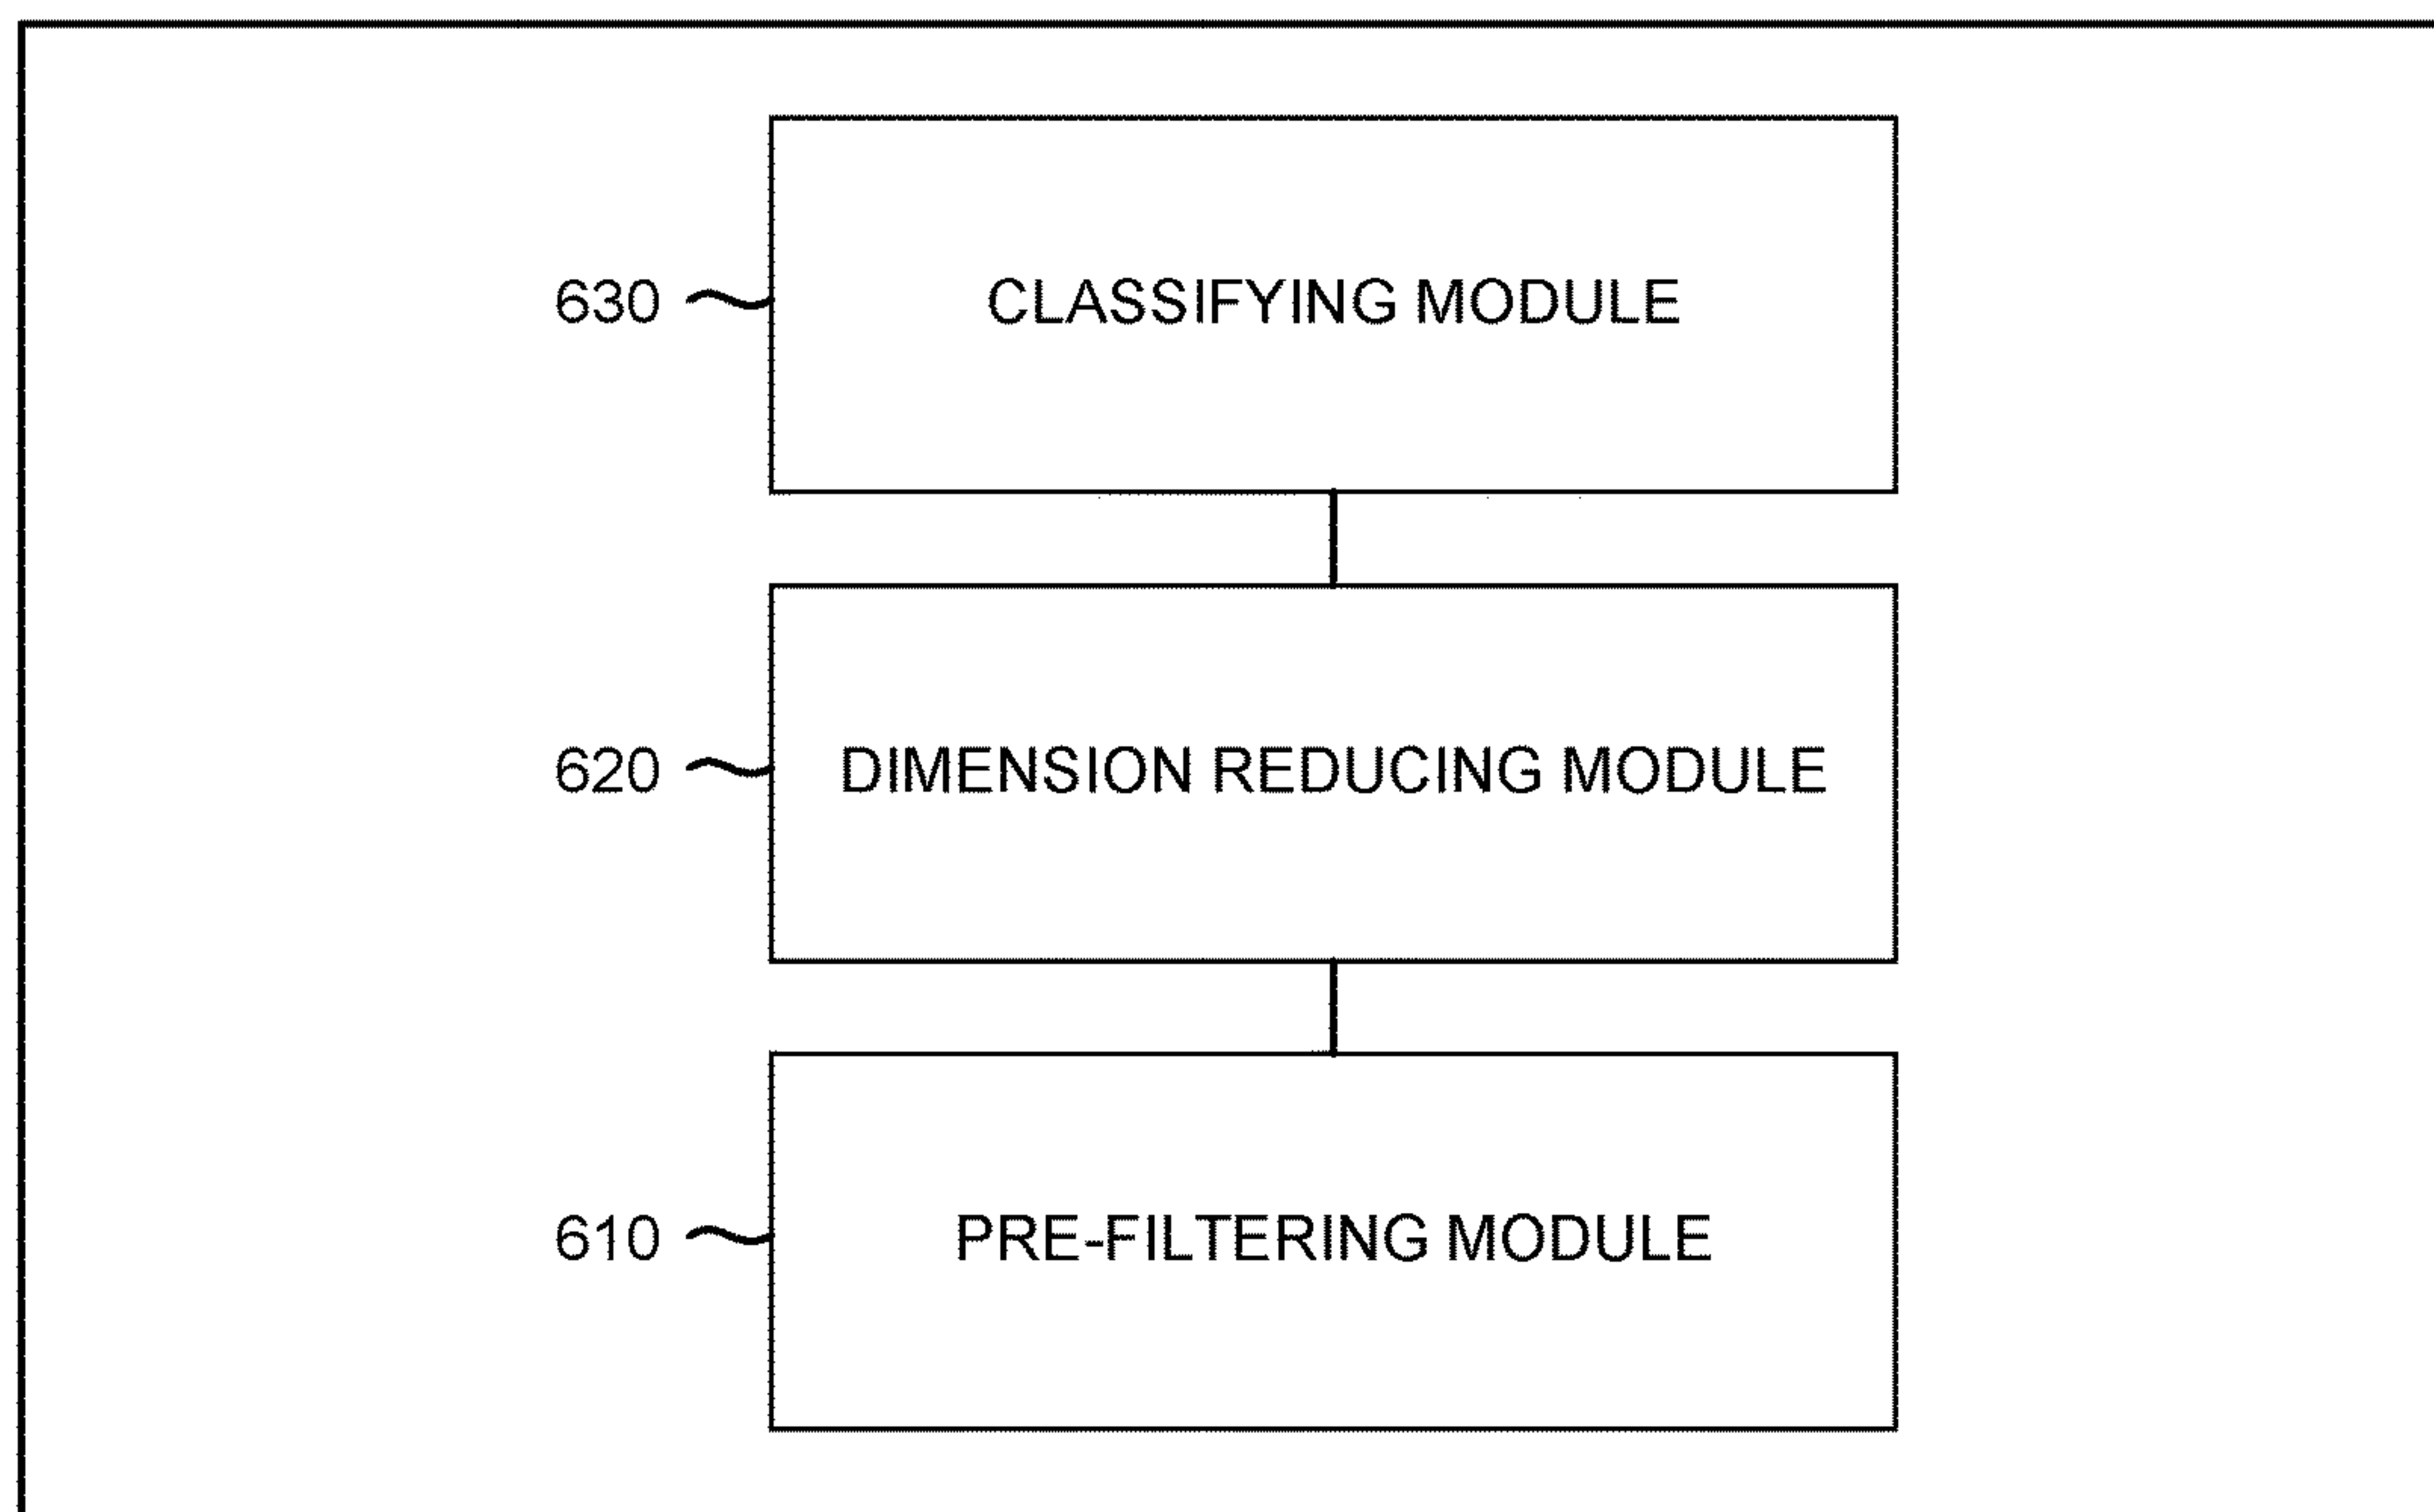 630 CLASSIFYING MODULE
620 DIMENSION REDUCING MODULE
610 PRE-FILTERING MODULE